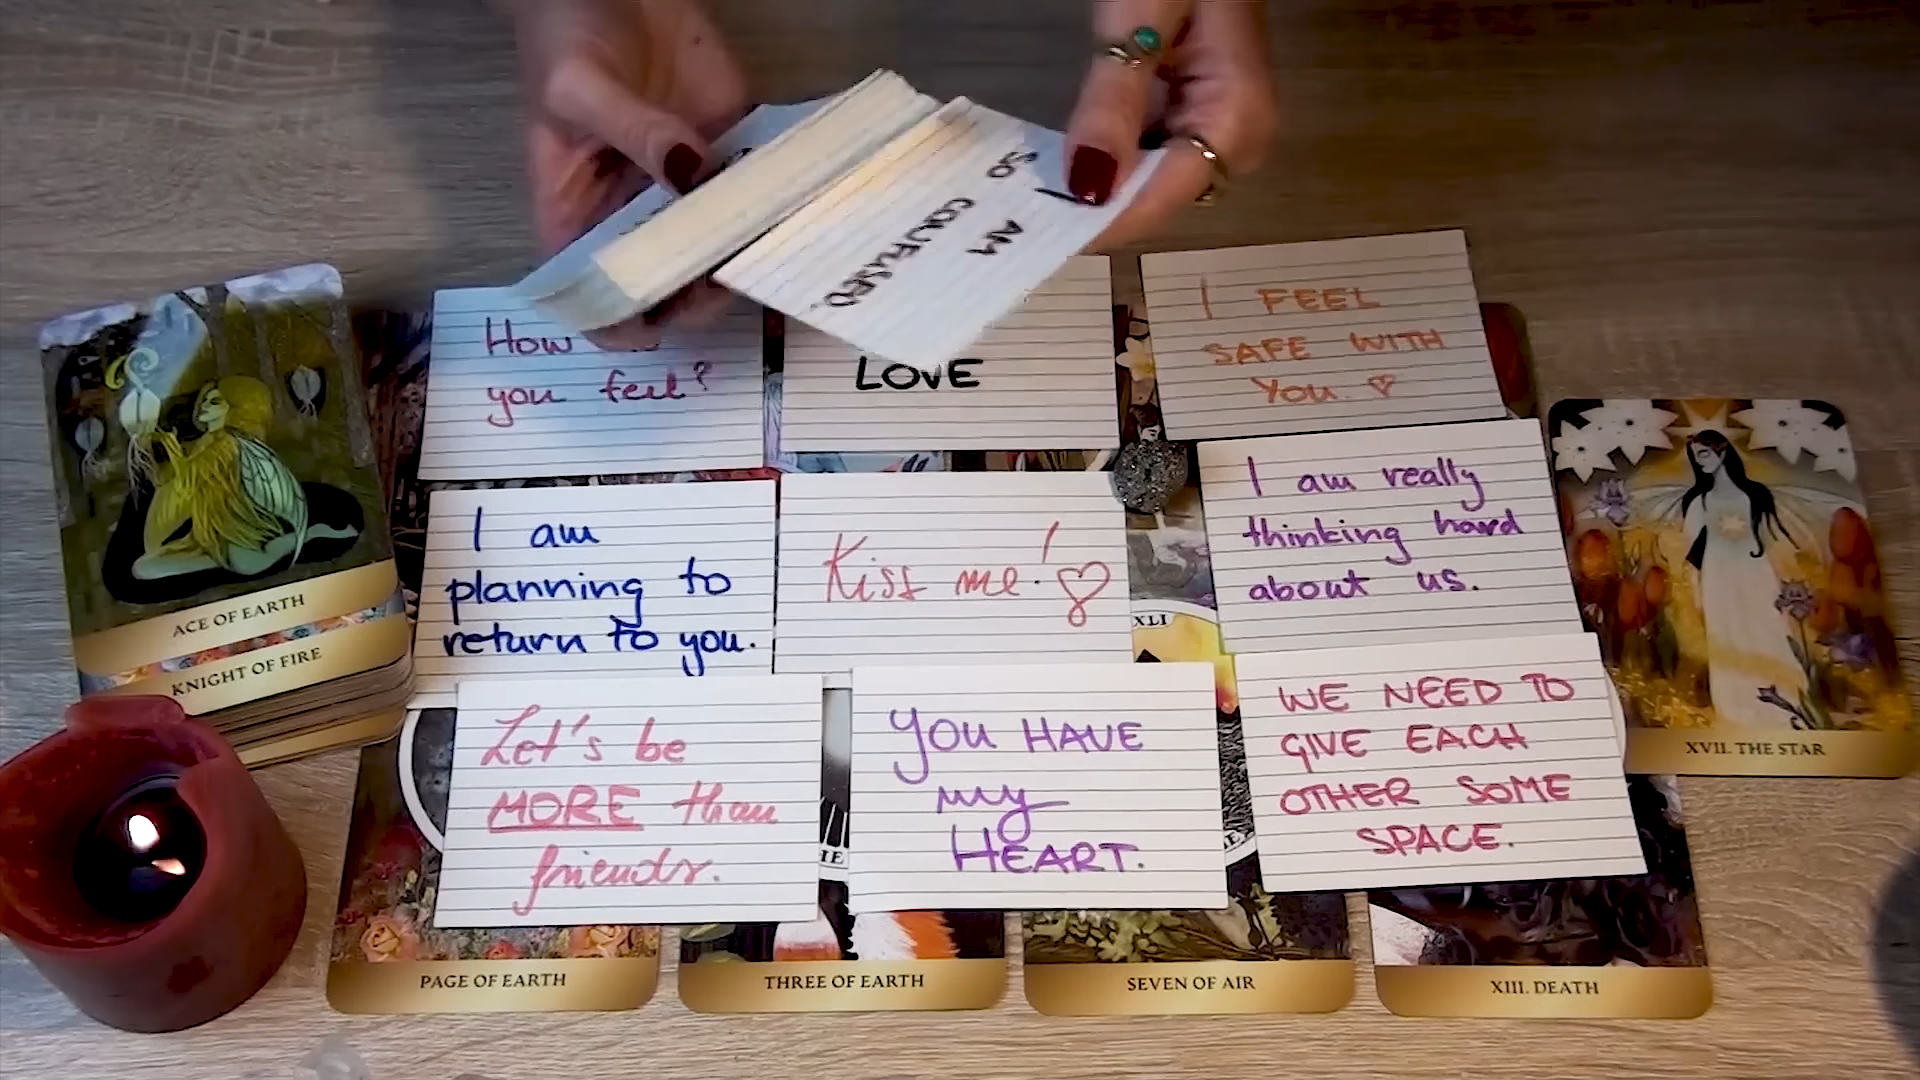 I
AM
SO CONFUSED.
How
you feel?
LOVE
I FEEL
SAFE WITH
YOU. ♡
I am
planning to
return to you.
Kiss me! ♡
I am really
thinking hard
about us.
Let's be
MORE than
friends.
You HAVE
my
HEART.
WE NEED TO
GIVE EACH
OTHER SOME
SPACE.
ACE OF EARTH
KNIGHT OF FIRE
XLI
XVII. THE STAR
PAGE OF EARTH
THREE OF EARTH
SEVEN OF AIR
XIII. DEATH